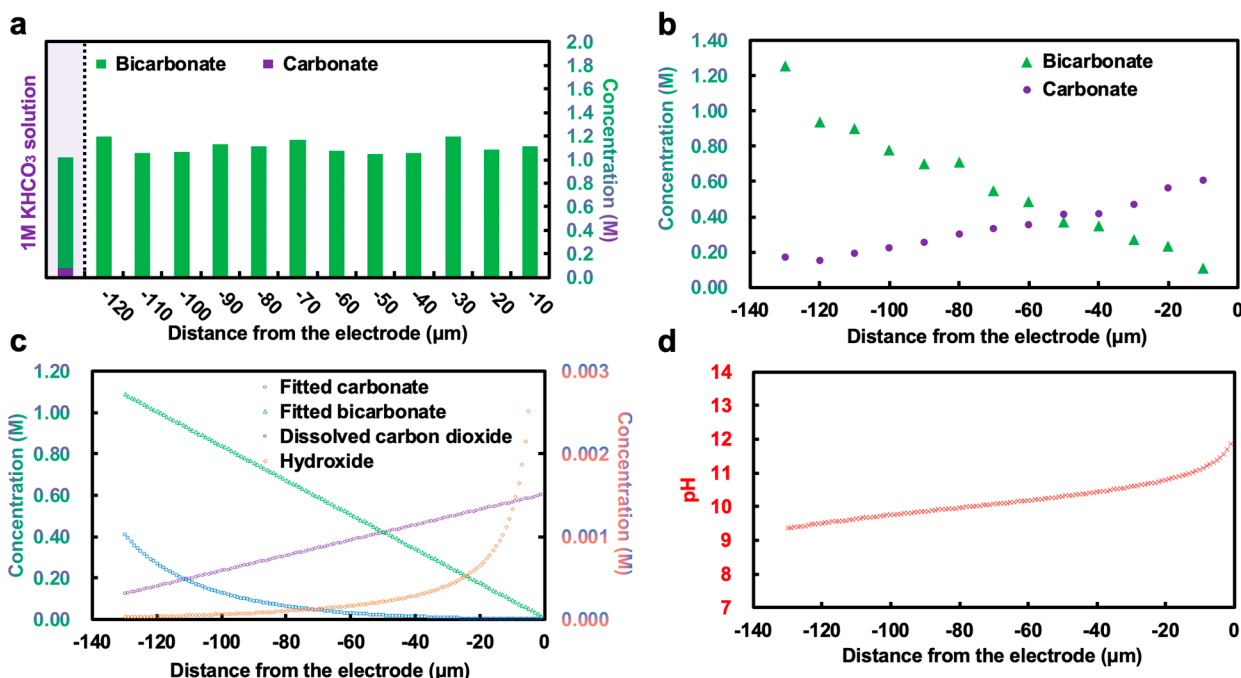 a
Bicarbonate Carbonate
1M KHCO₃ solution
2.0
1.8
1.6
1.4
1.2
1.0
0.8
0.6
0.4
0.2
0.0
Concentration (M)
-120 -110 -100 -90 -80 -70 -60 -50 -40 -30 -20 -10
Distance from the electrode (µm)
b
Bicarbonate
Carbonate
Concentration (M)
1.40
1.20
1.00
0.80
0.60
0.40
0.20
0.00
-140 -120 -100 -80 -60 -40 -20 0
Distance from the electrode (µm)
c
Fitted carbonate
Fitted bicarbonate
Dissolved carbon dioxide
Hydroxide
Concentration (M)
1.20
1.00
0.80
0.60
0.40
0.20
0.00
0.003
0.002
0.002
0.001
0.001
0.000
Concentration (M)
-140 -120 -100 -80 -60 -40 -20 0
Distance from the electrode (µm)
d
pH
14
13
12
11
10
9
8
7
-140 -120 -100 -80 -60 -40 -20 0
Distance from the electrode (µm)